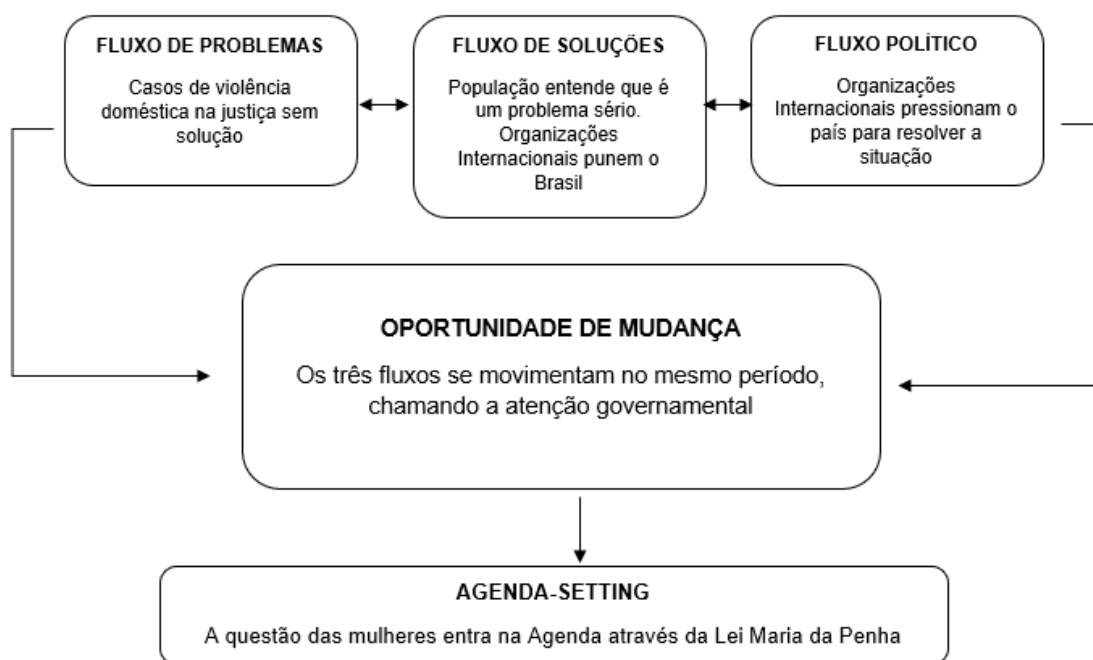 FLUXO DE PROBLEMAS
Casos de violência
doméstica na justiça sem
solução
FLUXO DE SOLUÇÕES
População entende que é
um problema sério.
Organizações
Internacionais punem o
Brasil
FLUXO POLÍTICO
Organizações
Internacionais pressionam o
país para resolver a
situação
OPORTUNIDADE DE MUDANÇA
Os três fluxos se movimentam no mesmo período,
chamando a atenção governamental
AGENDA-SETTING
A questão das mulheres entra na Agenda através da Lei Maria da Penha